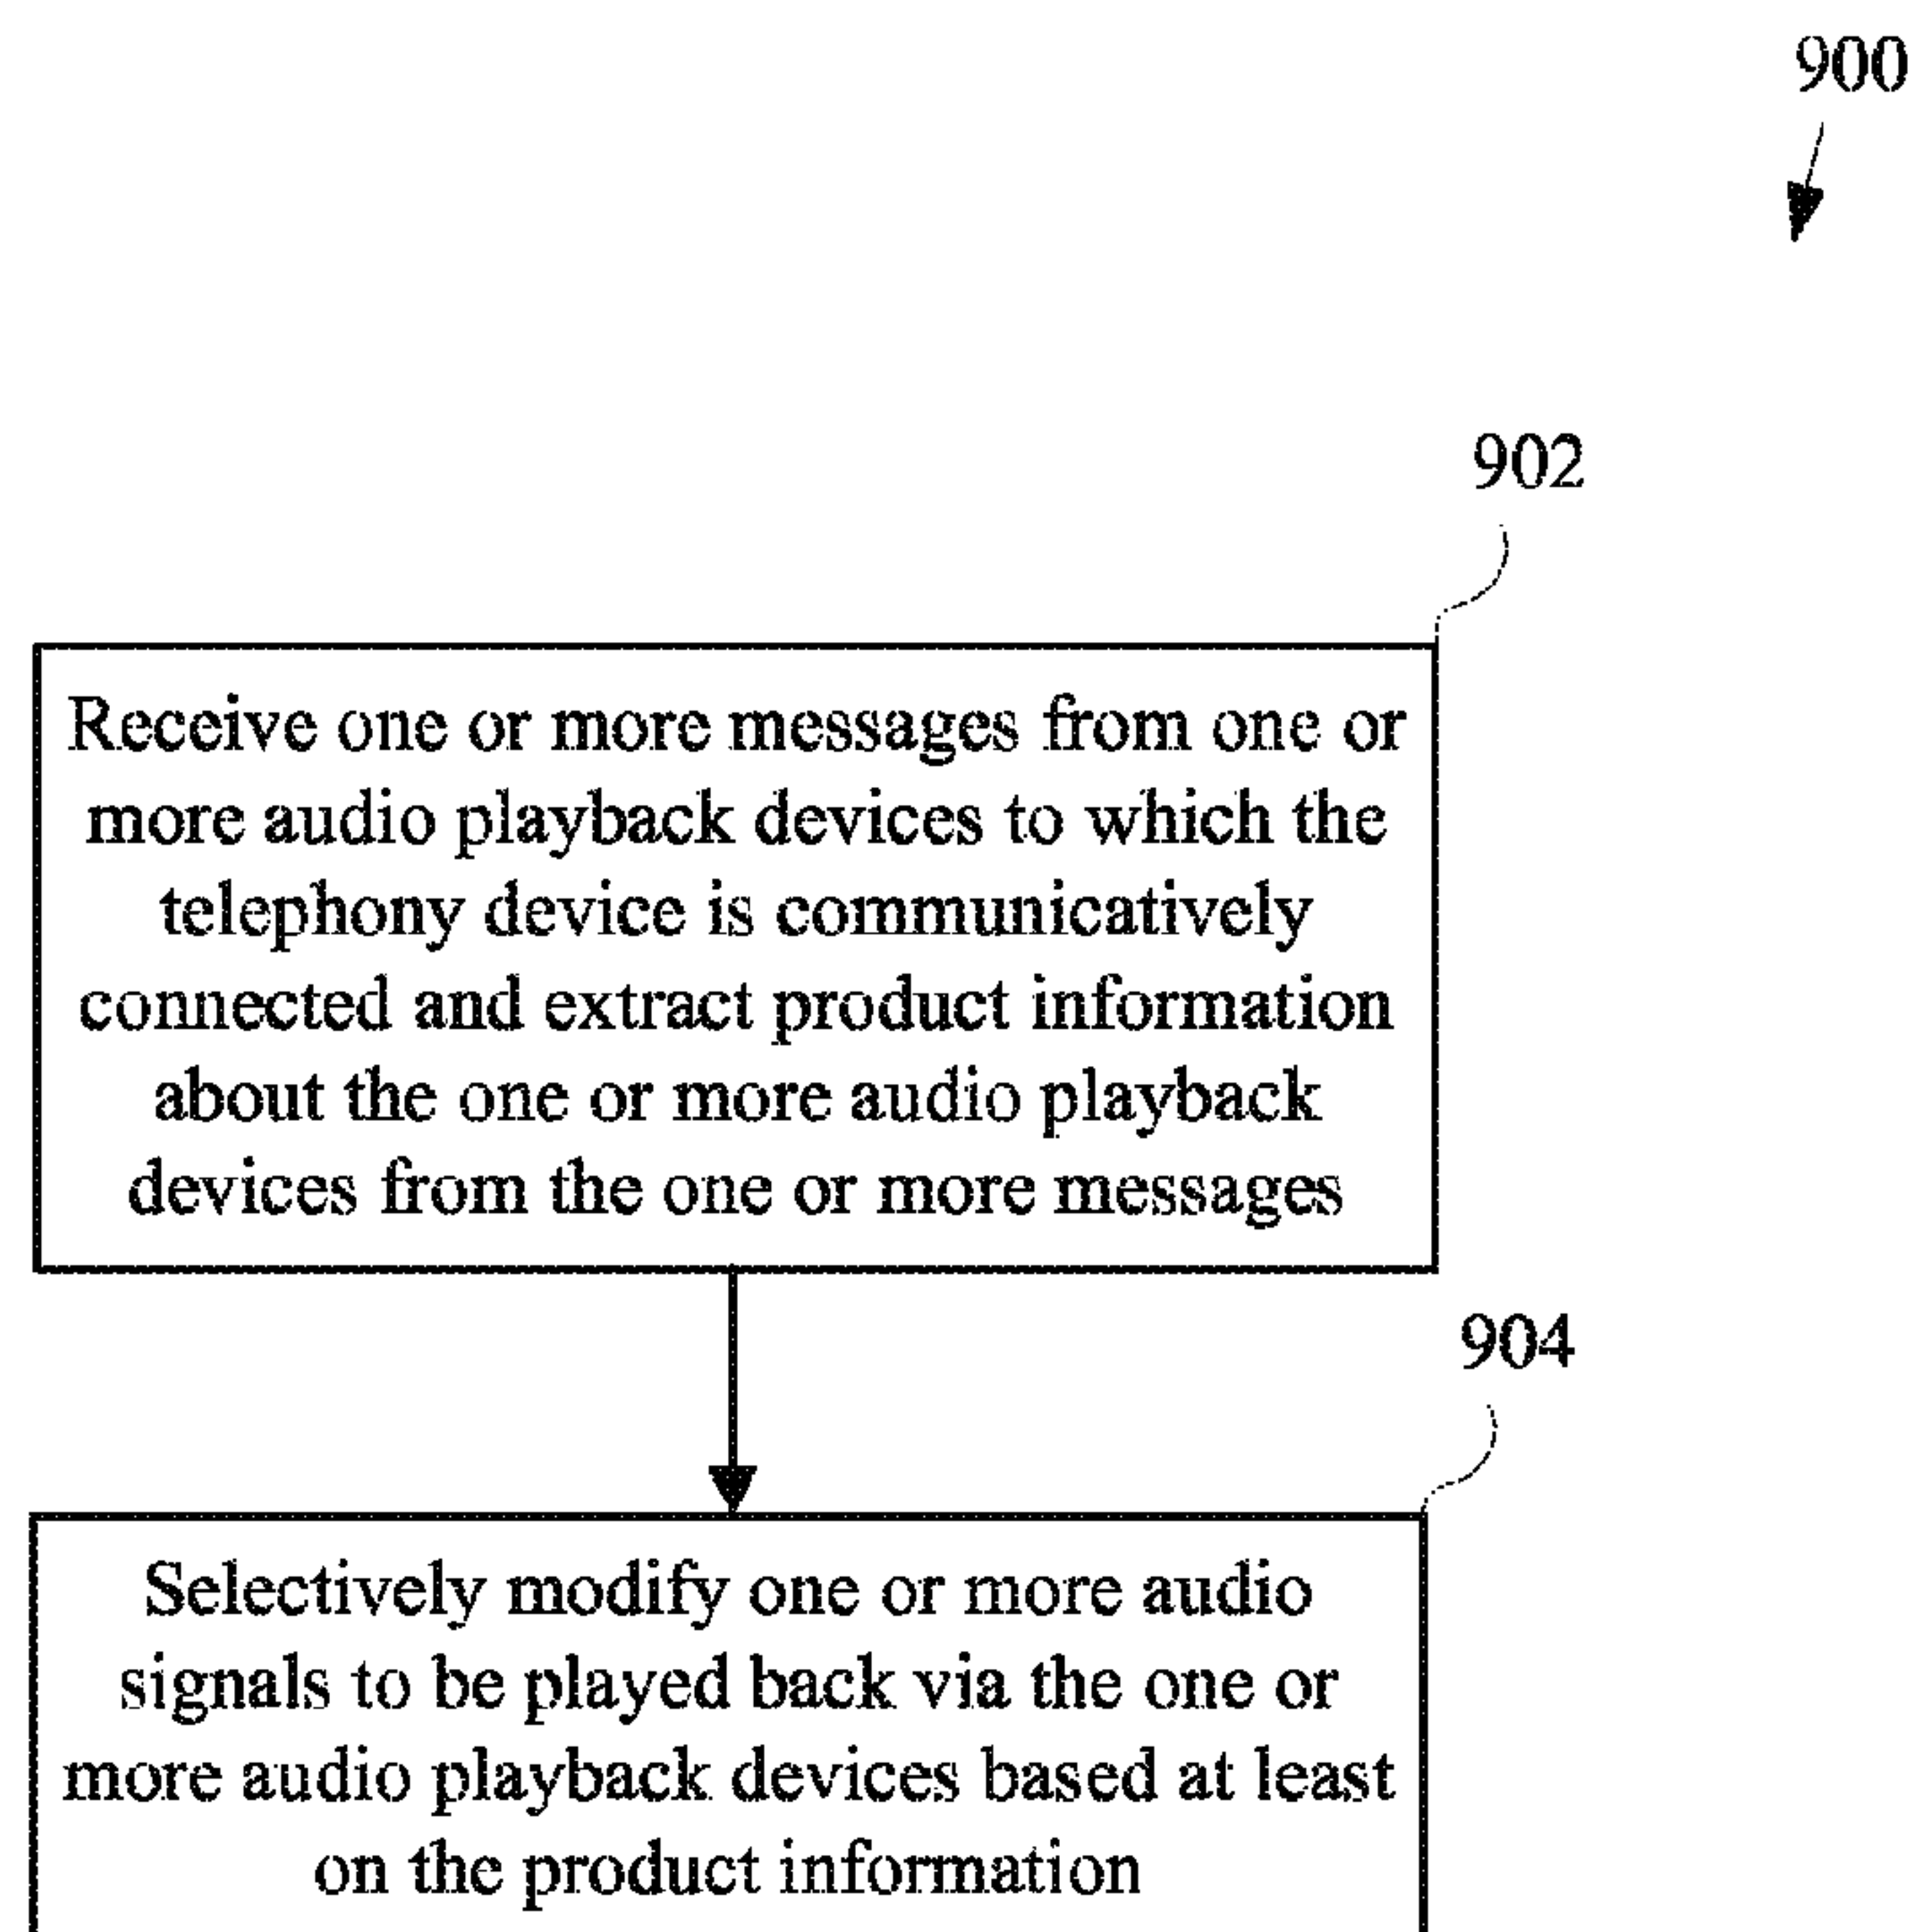 900
902
Receive one or more messages from one or
more audio playback devices to which the
telephony device is communicatively
connected and extract product information
about the one or more audio playback
devices from the one or more messages
904
Selectively modify one or more audio
signals to be played back via the one or
more audio playback devices based at least
on the product information